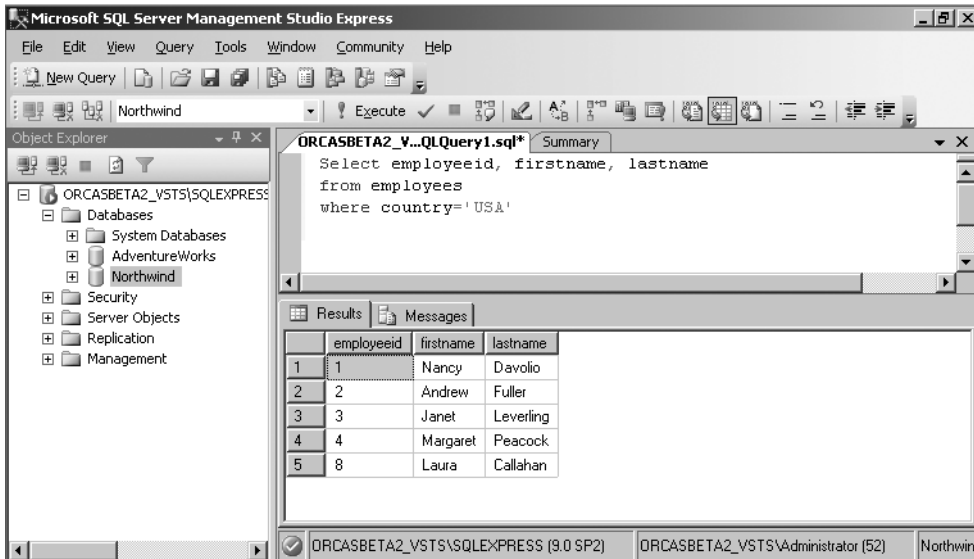 Microsoft SQL Server Management Studio Express
File Edit View Query Tools Window Community Help
New Query
Northwind Execute
Object Explorer
ORCASBETA2_V...QLQuery1.sql* Summary
ORCASBETA2_VSTS\SQLEXPRESS
Databases
System Databases
AdventureWorks
Northwind
Security
Server Objects
Replication
Management
Select employeeid, firstname, lastname
from employees
where country='USA'
Results Messages
employeeid firstname lastname
1 1 Nancy Davolio
2 2 Andrew Fuller
3 3 Janet Leverling
4 4 Margaret Peacock
5 8 Laura Callahan
ORCASBETA2_VSTS\SQLEXPRESS (9.0 SP2) ORCASBETA2_VSTS\Administrator (52) Northwin